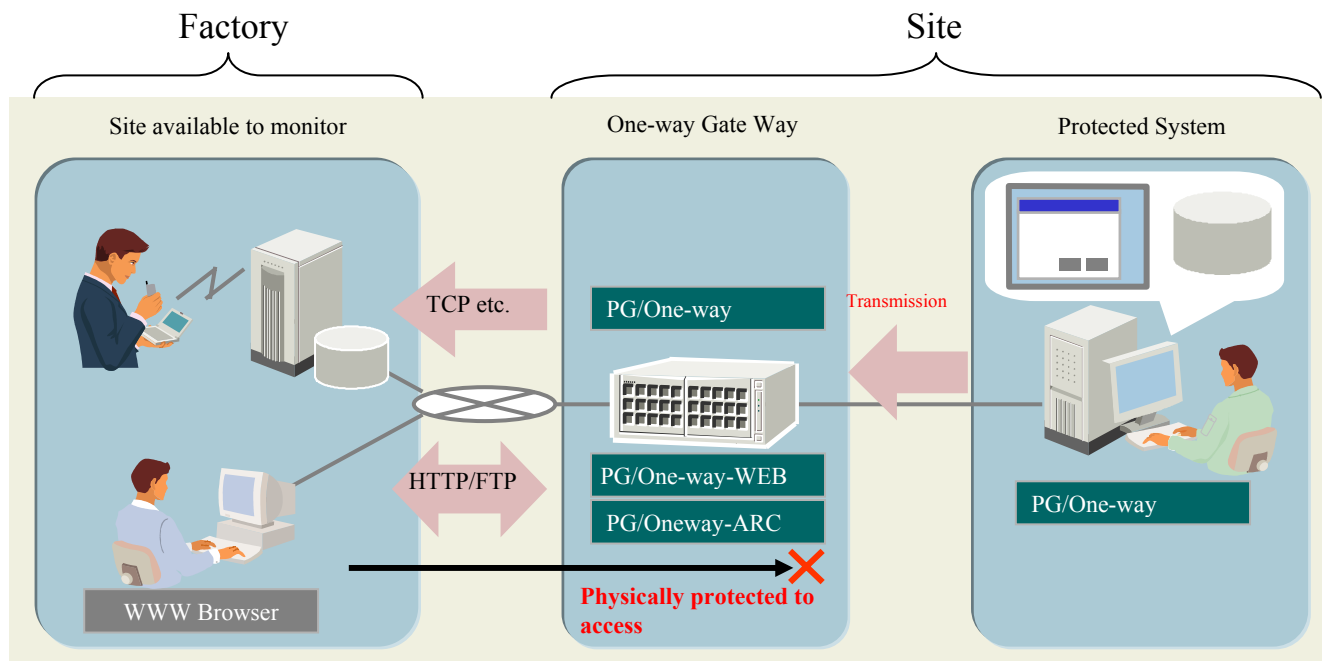 Factory
Site
Site available to monitor
One-way Gate Way
Protected System
TCP etc.
PG/One-way
Transmission
HTTP/FTP
PG/One-way-WEB
PG/Oneway-ARC
PG/One-way
WWW Browser
Physically protected to
access